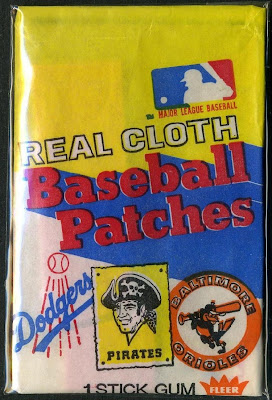 MAJOR LEAGUE BASEBALL
REAL CLOTH
Baseball
Patches
Dodgers
PIRATES
BALTIMORE
ORIOLES
1 STICK GUM
FLEER